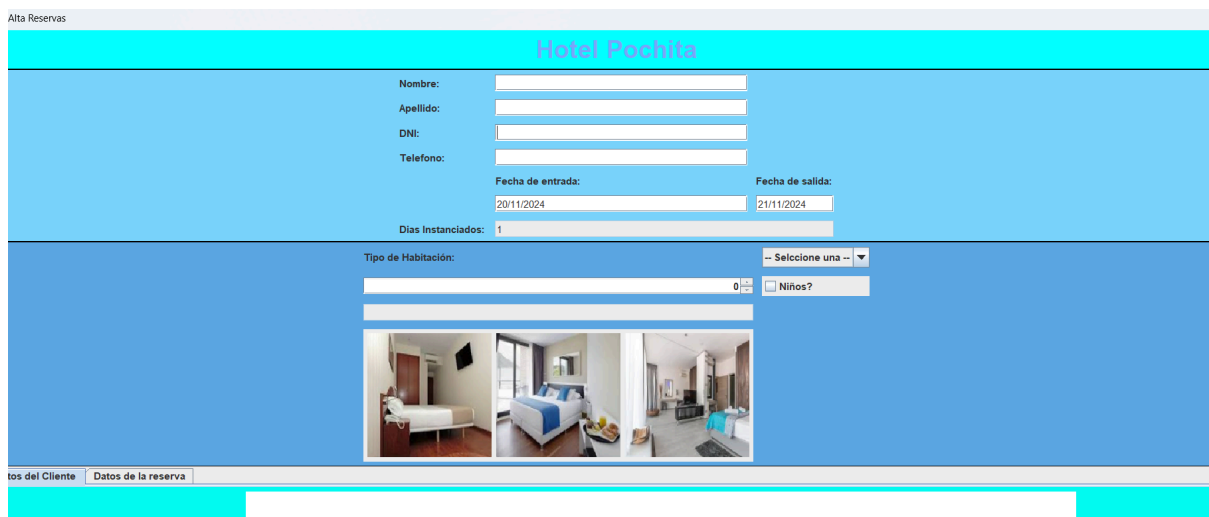 Alta Reservas
Hotel Pochita
Nombre:
Apellido:
DNI:
Telefono:
Fecha de entrada: Fecha de salida:
20/11/2024 21/11/2024
Dias Instanciados: 1
Tipo de Habitación: -- Selccione una --
0 Niños?
tos del Cliente Datos de la reserva